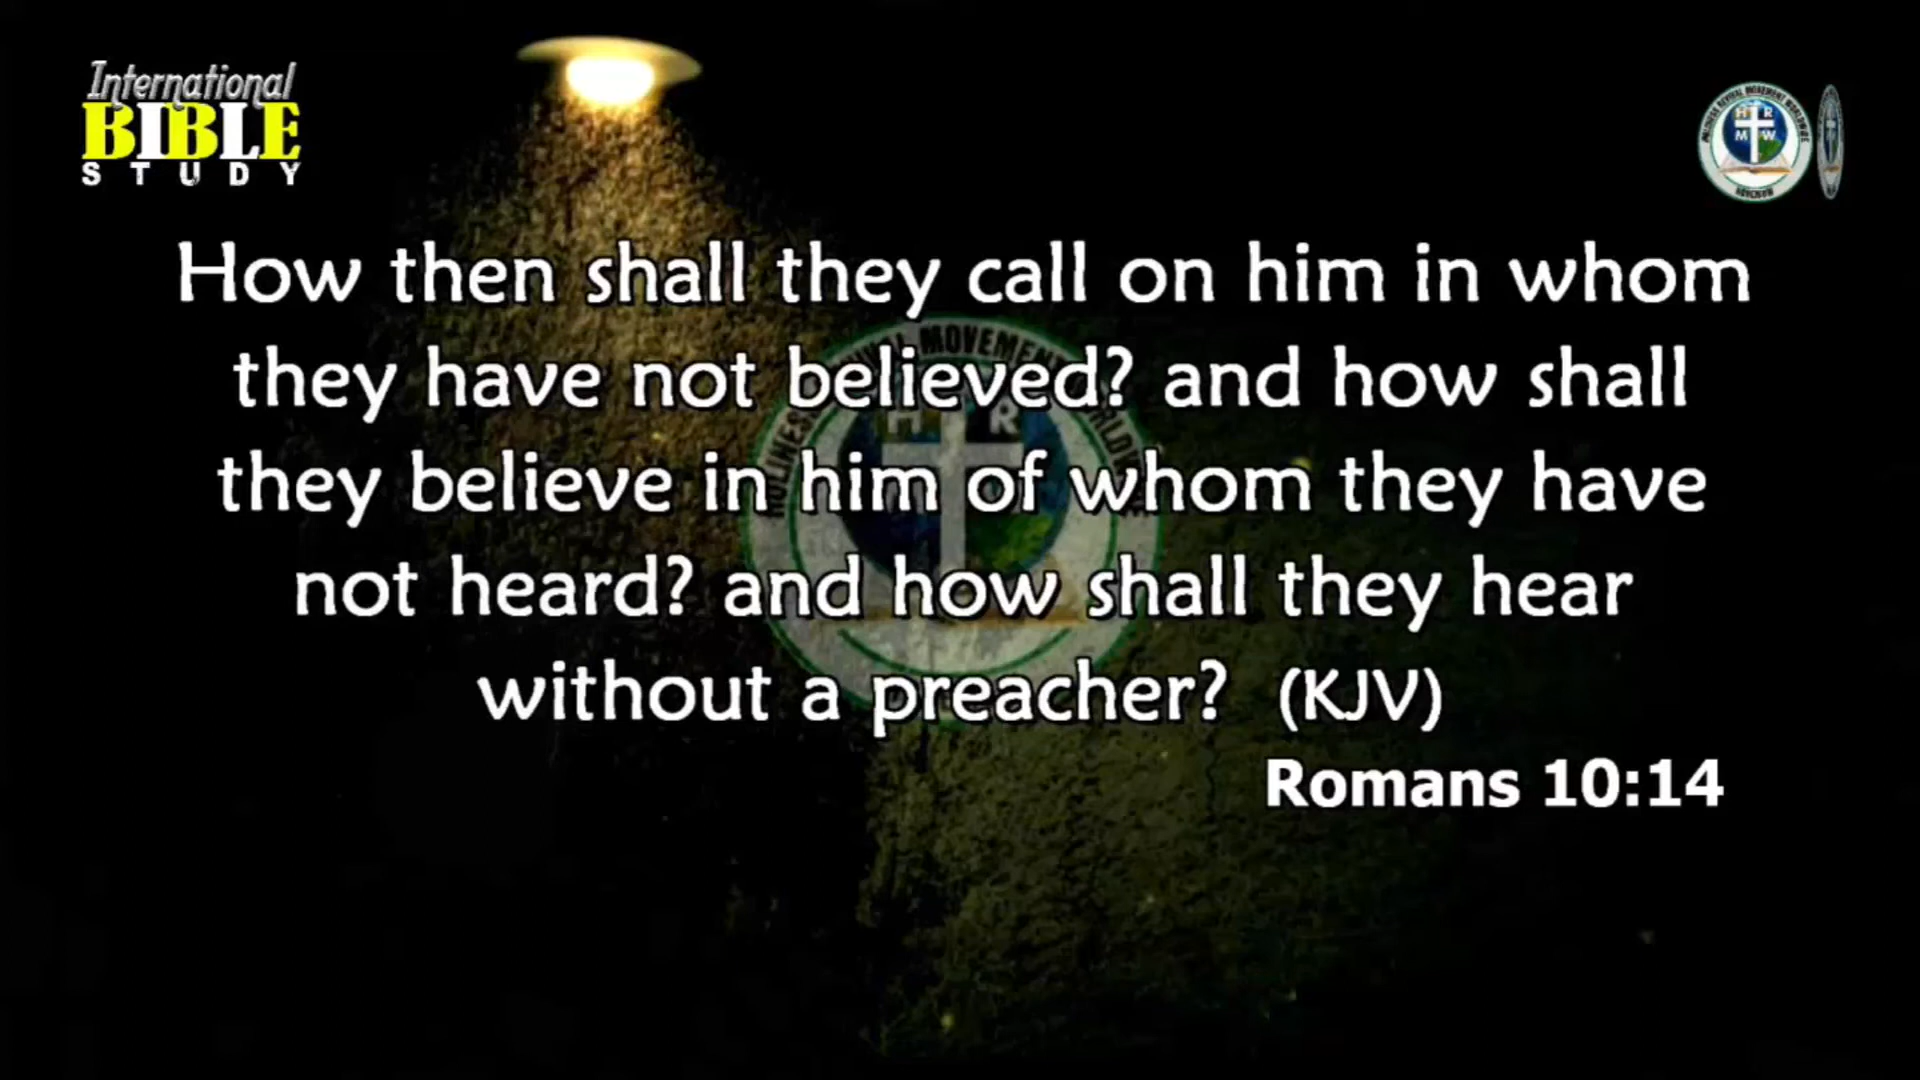 International
BIBLE
STUDY
H R
M W
How then shall they call on him in whom
they have not believed? and how shall
they believe in him of whom they have
not heard? and how shall they hear
without a preacher? (KJV)
Romans 10:14